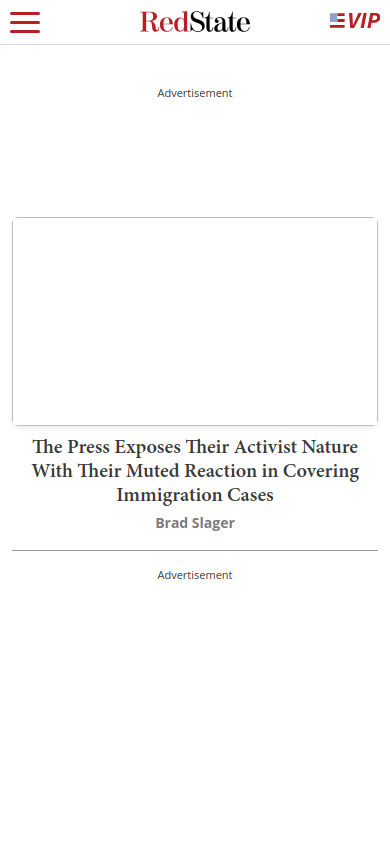 RedState
VIP
Advertisement
The Press Exposes Their Activist Nature
With Their Muted Reaction in Covering
Immigration Cases
Brad Slager
Advertisement